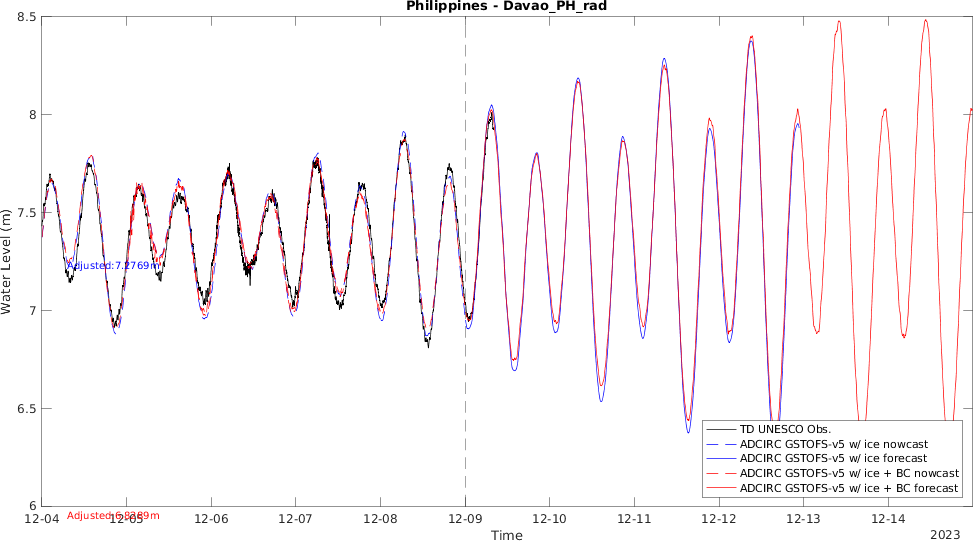 Philippines - Davao_PH_rad
8.5
8
7.5
7
6.5
6
Water Level (m)
Adjusted:7.2769m
TD UNESCO Obs.
ADCIRC GSTOFS-v5 w/ ice nowcast
ADCIRC GSTOFS-v5 w/ ice forecast
ADCIRC GSTOFS-v5 w/ ice + BC nowcast
ADCIRC GSTOFS-v5 w/ ice + BC forecast
12-04 12-05 12-06 12-07 12-08 12-09 12-10 12-11 12-12 12-13 12-14
Time
2023